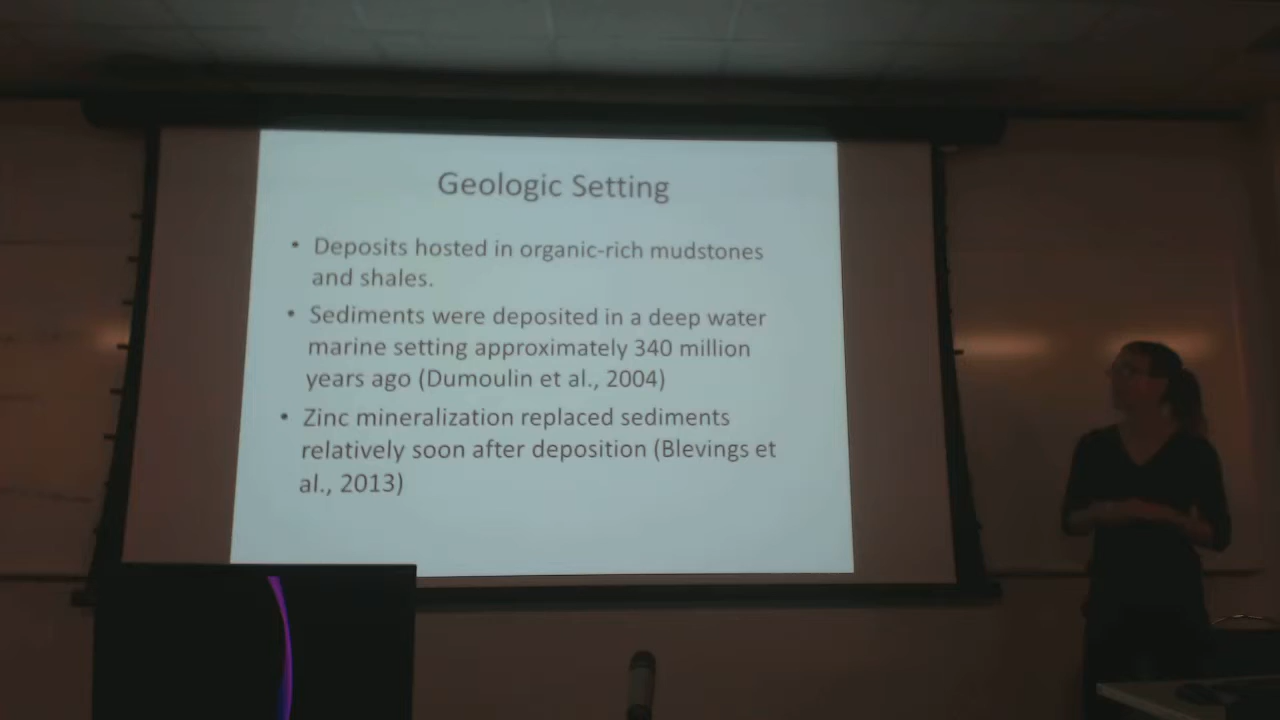 Geologic Setting
• Deposits hosted in organic-rich mudstones
and shales.
• Sediments were deposited in a deep water
marine setting approximately 340 million
years ago (Dumoulin et al., 2004)
• Zinc mineralization replaced sediments
relatively soon after deposition (Blevings et
al., 2013)